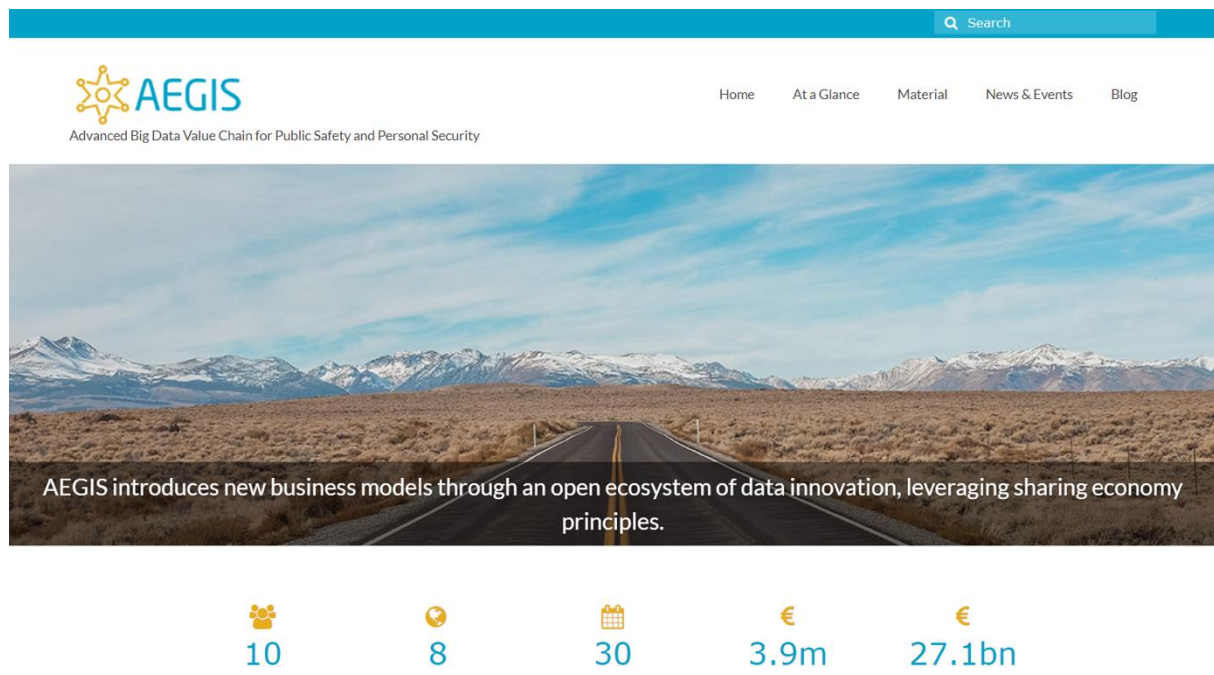 Search
AEGIS
Home At a Glance Material News & Events Blog
Advanced Big Data Value Chain for Public Safety and Personal Security
AEGIS introduces new business models through an open ecosystem of data innovation, leveraging sharing economy
principles.
€ €
10 8 30 3.9m 27.1bn